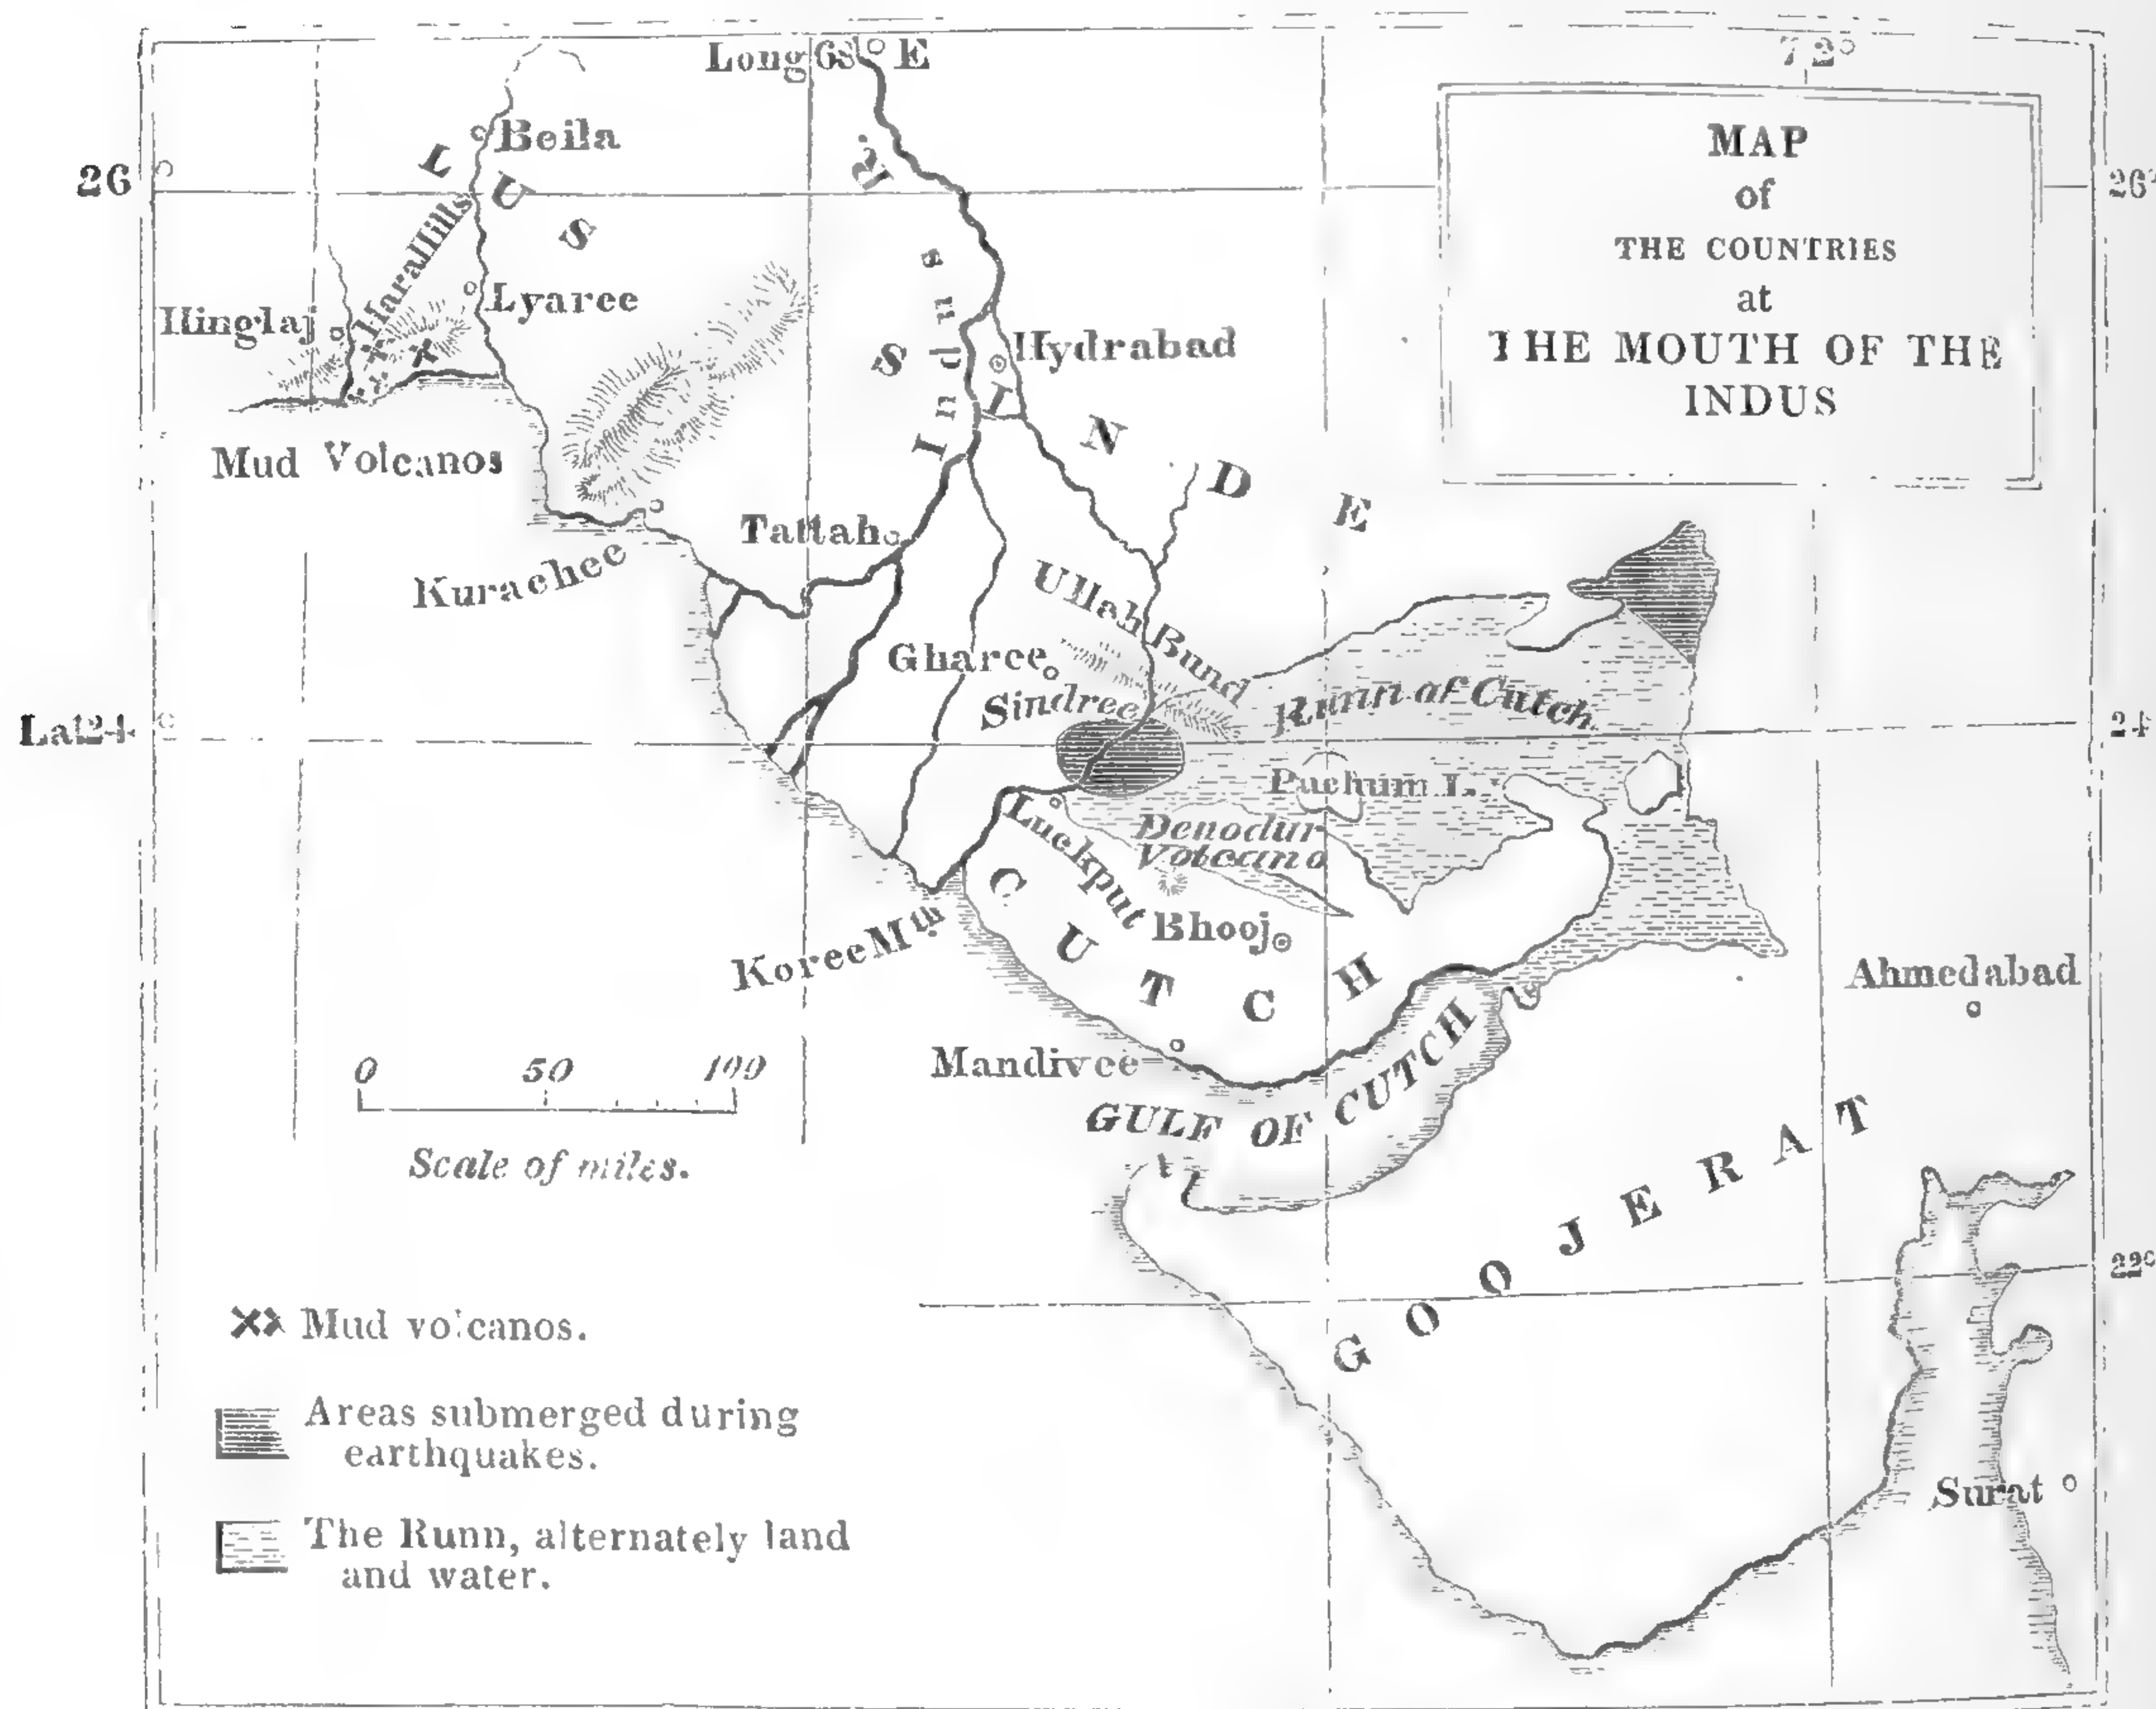 Long 68° E
72°
MAP
of
THE COUNTRIES
at
THE MOUTH OF THE
INDUS
26°
26°
Beila
LUS
Hara Hills
Hinglaj
Lyaree
R. Indus
Hydrabad
SINDE
Mud Volcanos
Tattah
Kurachee
Ullah Bund
Gharee
Sindree
Runn of Cutch
Lat 24°
24
Puchum I.
Luckput
Denodur
Volcano
Bhooj
CUTCH
Koree Mth.
Ahmedabad
Mandivee
GULF OF CUTCH
0 50 100
Scale of miles.
GOOJERAT
22°
Surat
Mud volcanos.
Areas submerged during
earthquakes.
The Runn, alternately land
and water.